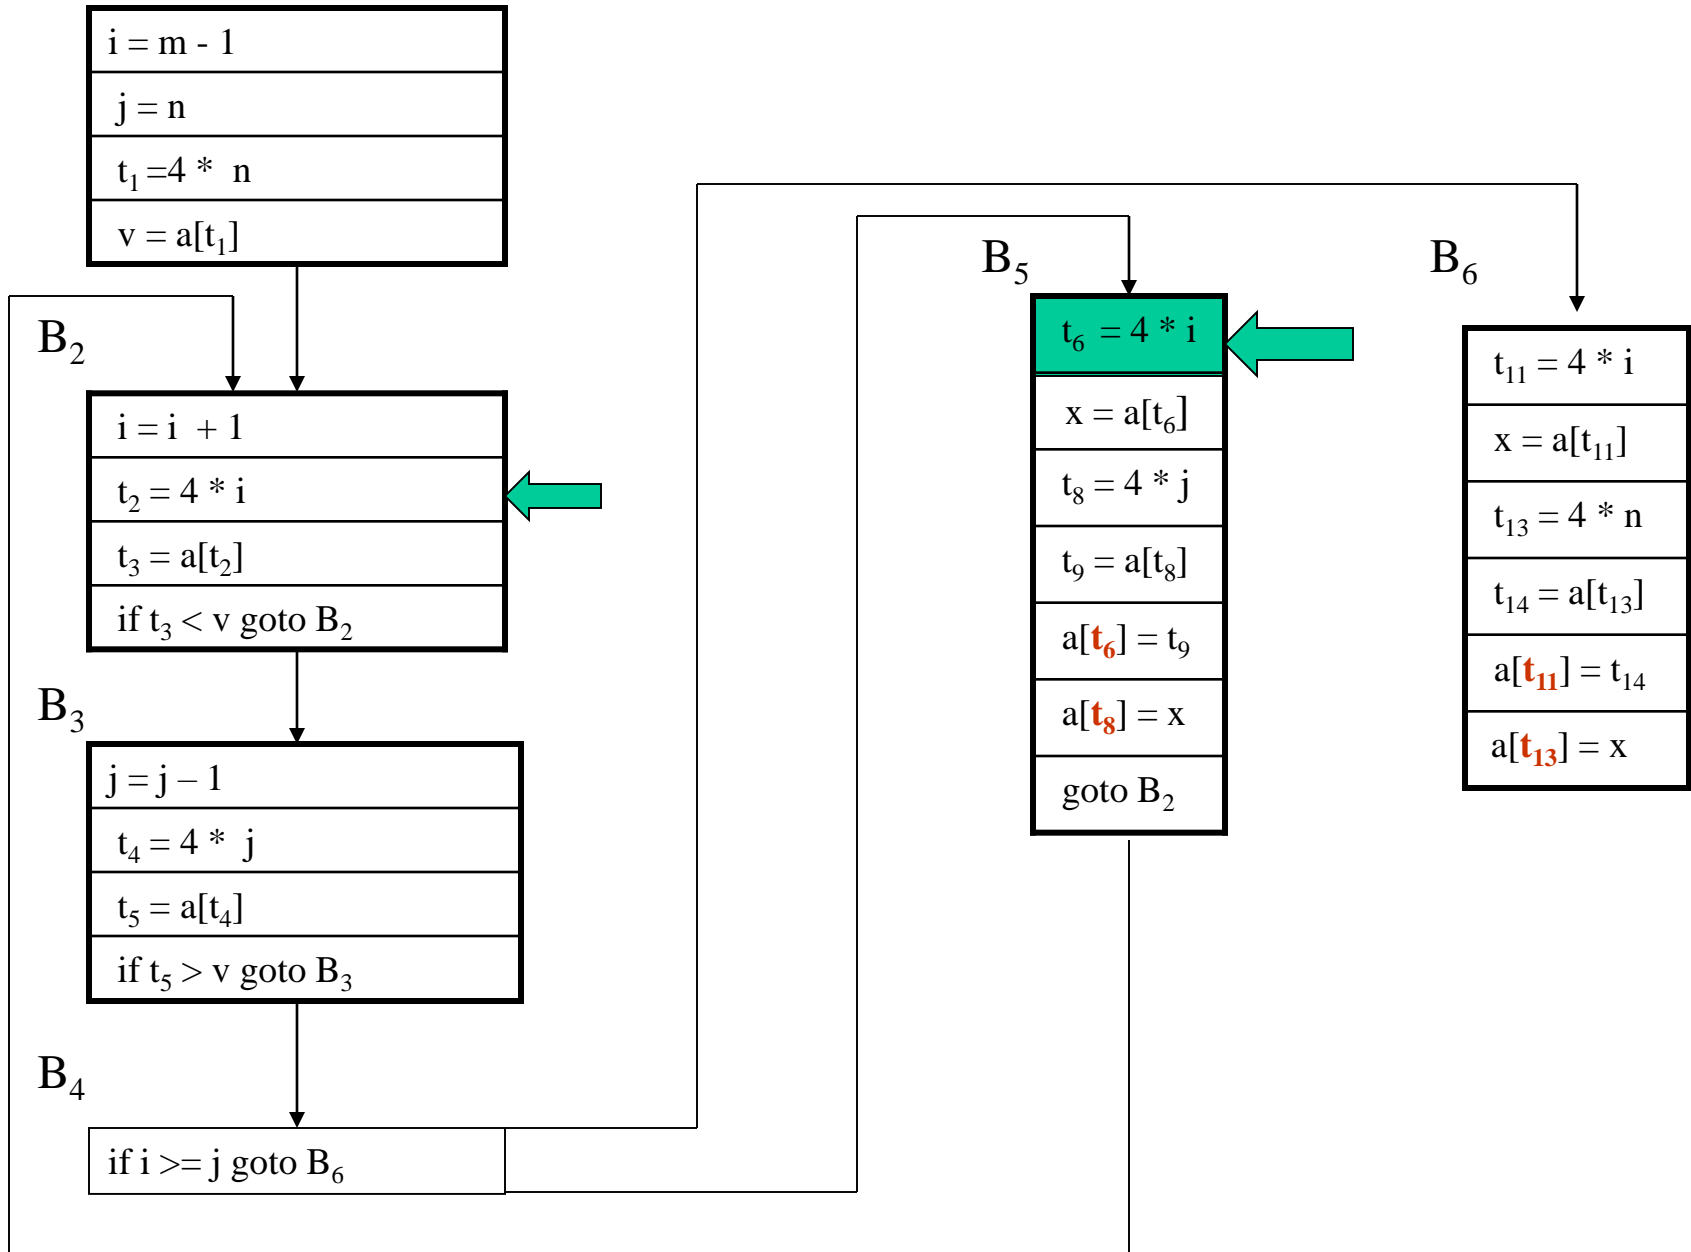 i = m - 1
j = n
t₁ =4 * n
v = a[t₁]
B₂
i = i + 1
t₂ = 4 * i
t₃ = a[t₂]
if t₃ < v goto B₂
B₃
j = j – 1
t₄ = 4 * j
t₅ = a[t₄]
if t₅ > v goto B₃
B₄
if i >= j goto B₆
B₅
t₆ = 4 * i
x = a[t₆]
t₈ = 4 * j
t₉ = a[t₈]
a[t₆] = t₉
a[t₈] = x
goto B₂
B₆
t₁₁ = 4 * i
x = a[t₁₁]
t₁₃ = 4 * n
t₁₄ = a[t₁₃]
a[t₁₁] = t₁₄
a[t₁₃] = x